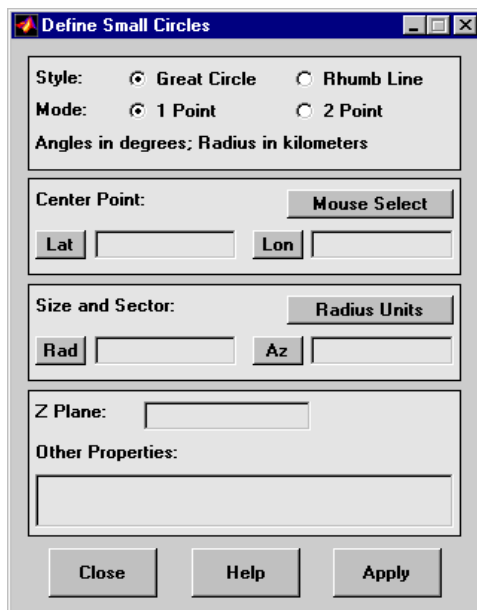 Define Small Circles
Style: Great Circle Rhumb Line
Mode: 1 Point 2 Point
Angles in degrees; Radius in kilometers
Center Point: Mouse Select
Lat Lon
Size and Sector: Radius Units
Rad Az
Z Plane:
Other Properties:
Close Help Apply